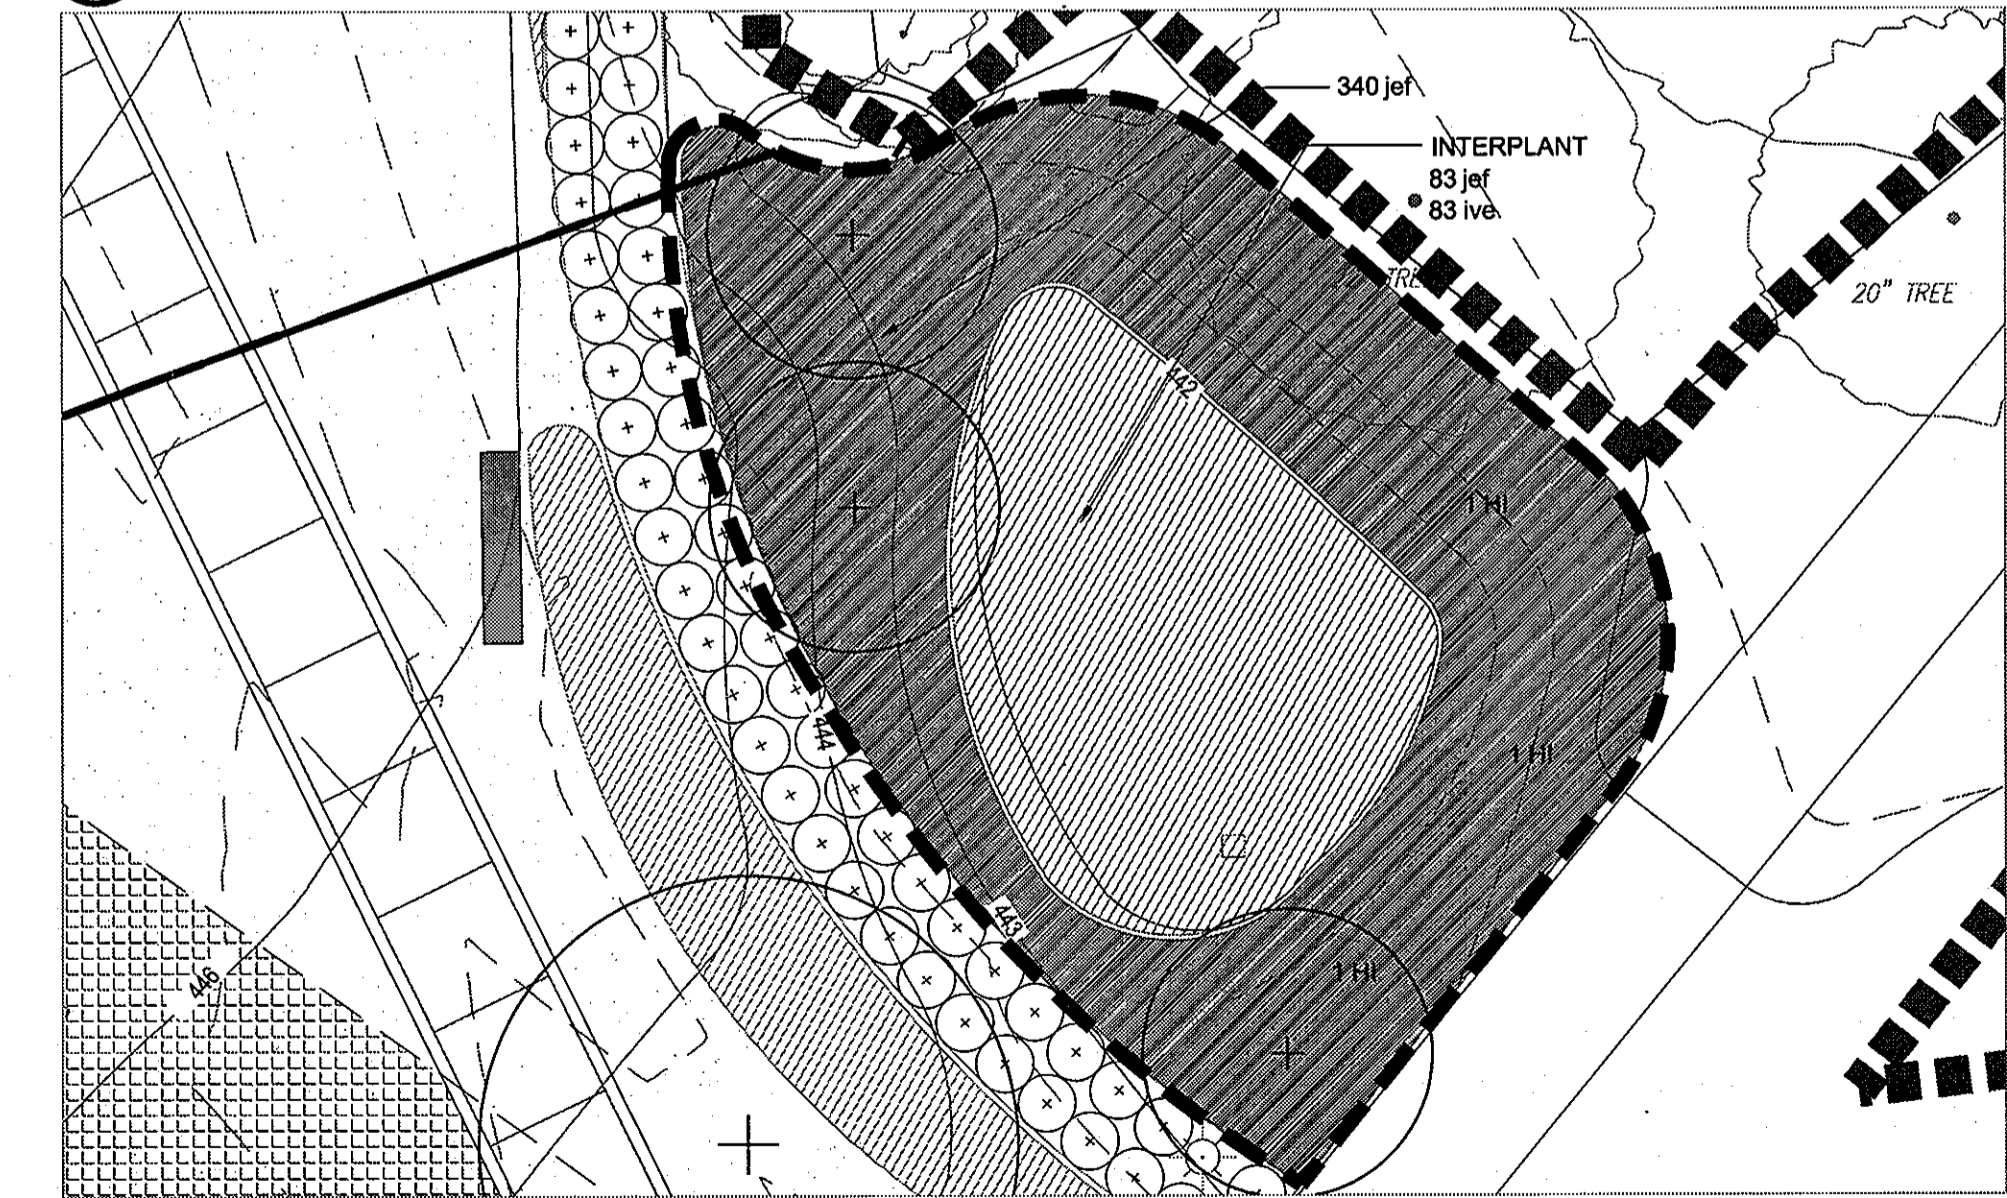 340 jef
INTERPLANT
83 jef
83 ive
20" TREE
442
1 HI
444
1 HI
443
1 HI
446